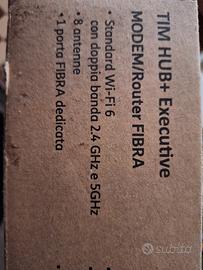 TIM HUB+ Executive
MODEM/Router FIBRA
• Standard Wi-Fi 6
con doppia banda 2.4 GHz e 5GHz
• 8 antenne
• 1 porta FIBRA dedicata
subito